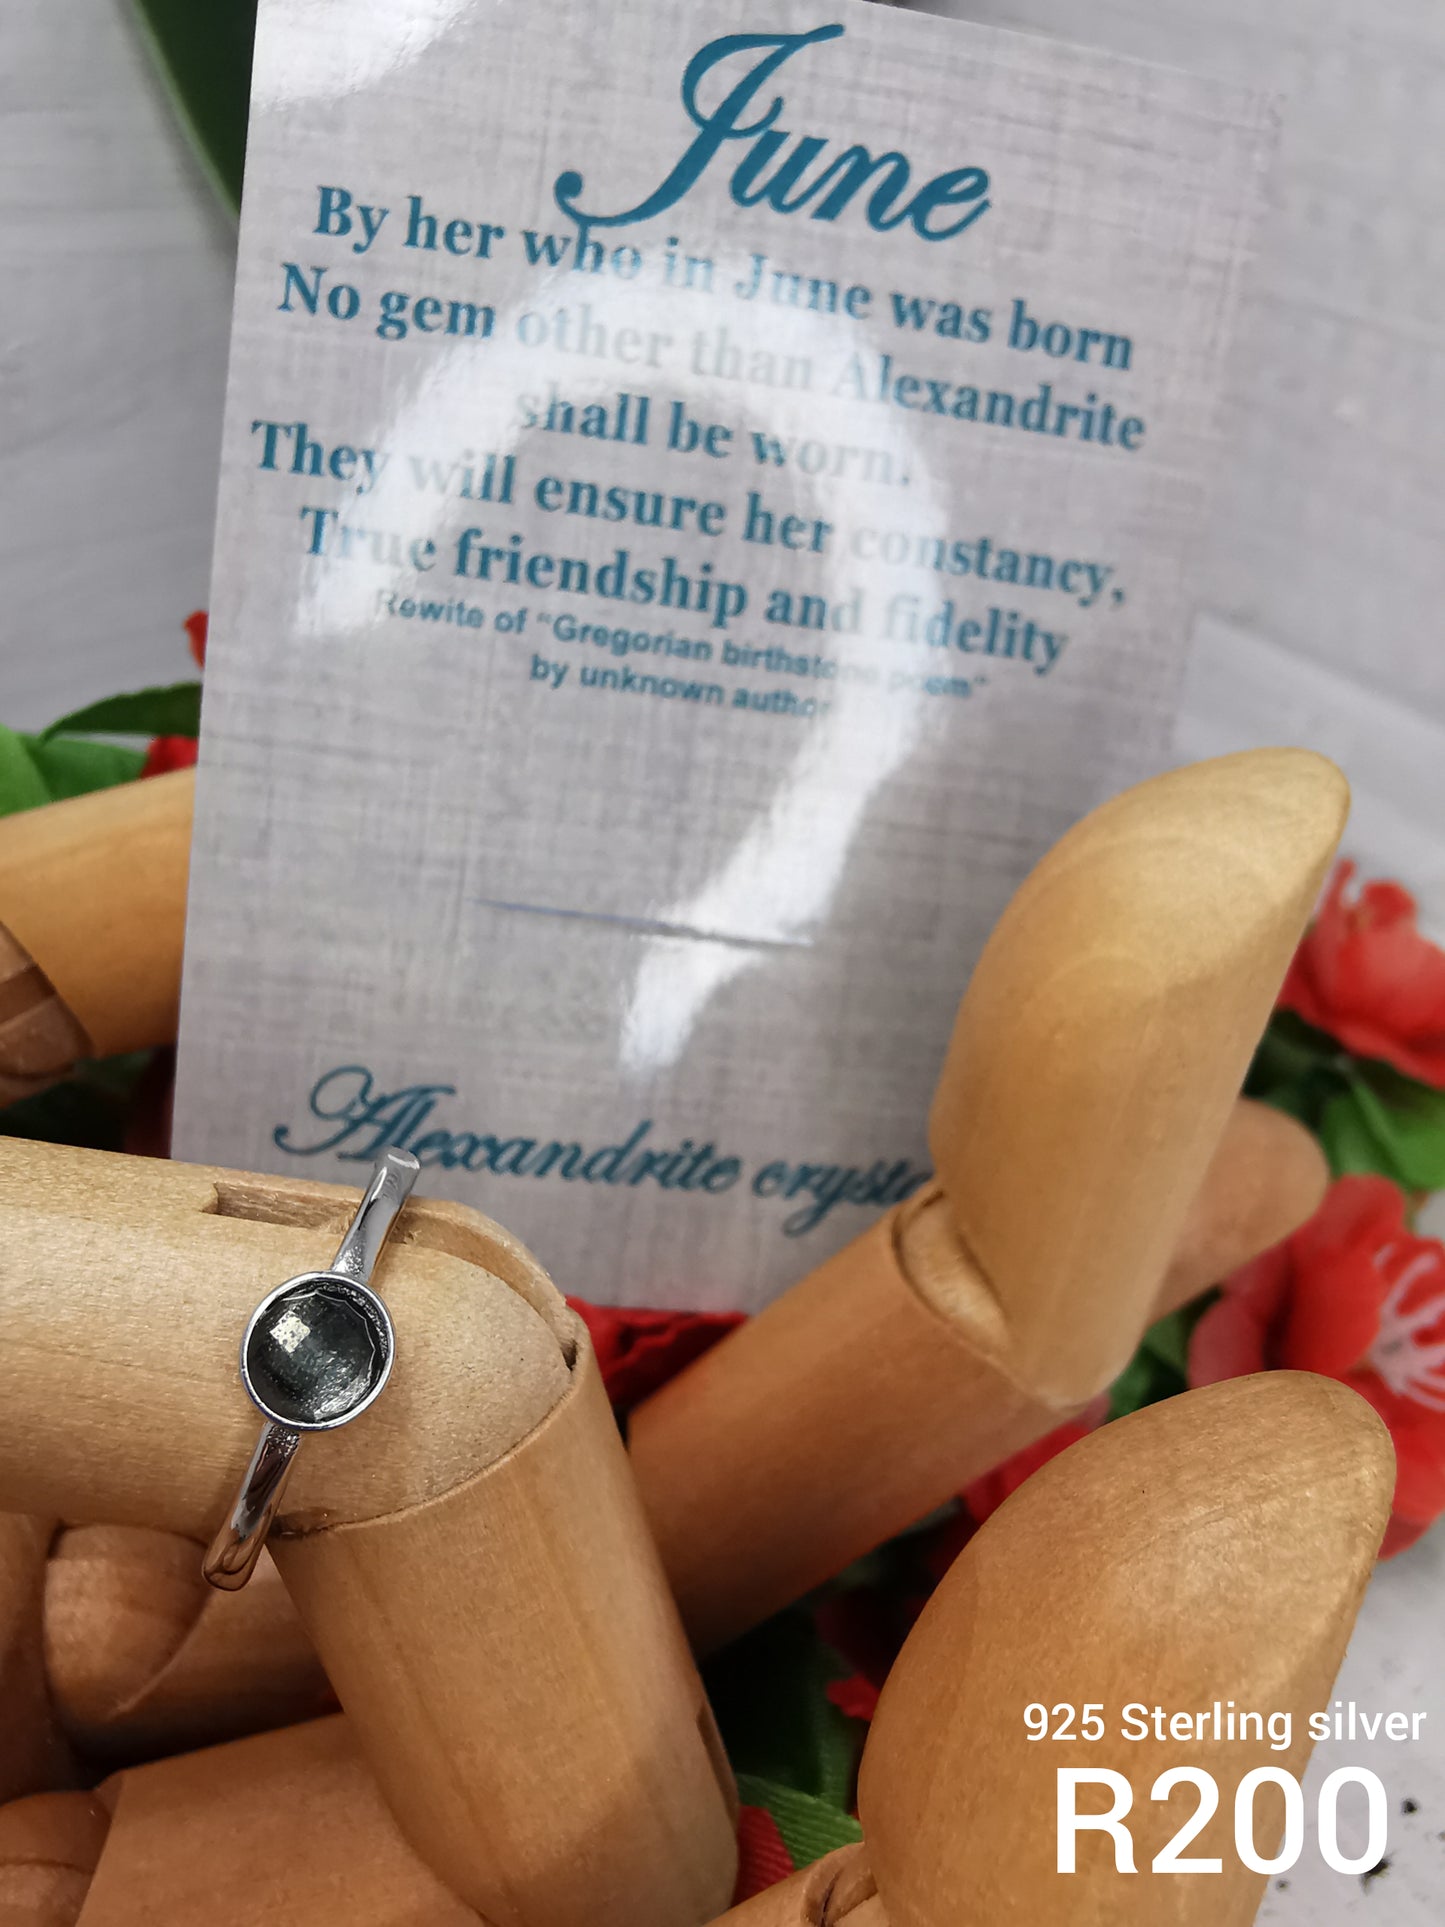 June
By her who in June was born
No gem other than Alexandrite
shall be worn.
They will ensure her constancy,
True friendship and fidelity
Rewite of "Gregorian birthstone poem"
by unknown author
Alexandrite crysta
925 Sterling silver
R200